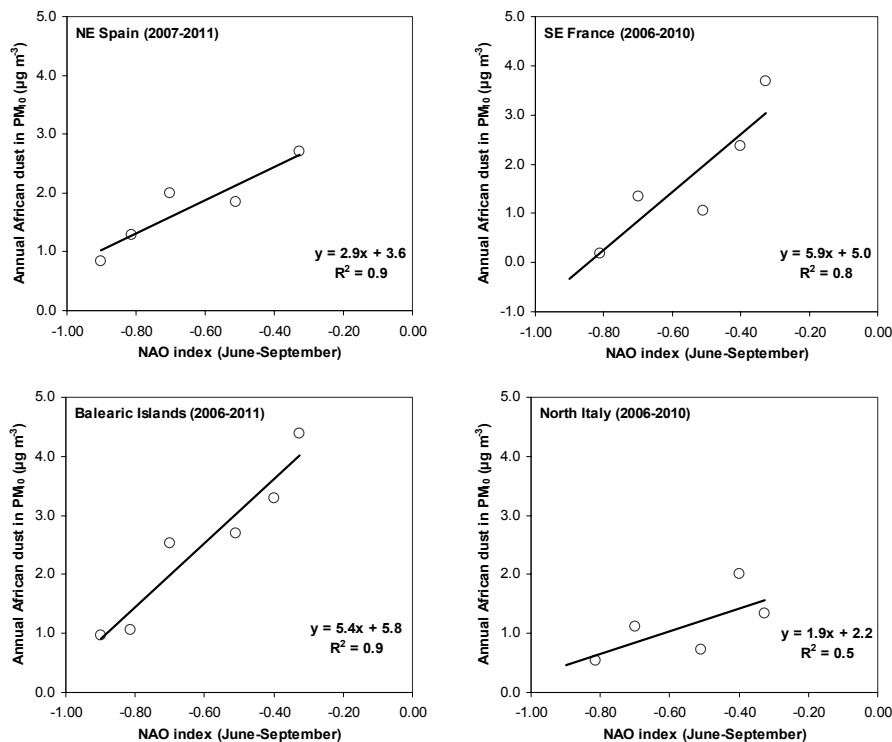 NE Spain (2007-2011)
Annual African dust in PM₁₀ (µg m⁻³)
5.0
4.0
3.0
2.0
1.0
0.0
y = 2.9x + 3.6
R² = 0.9
-1.00 -0.80 -0.60 -0.40 -0.20 0.00
NAO index (June-September)
SE France (2006-2010)
Annual African dust in PM₁₀ (µg m⁻³)
5.0
4.0
3.0
2.0
1.0
0.0
-1.0
y = 5.9x + 5.0
R² = 0.8
-1.00 -0.80 -0.60 -0.40 -0.20 0.00
NAO index (June-September)
Balearic Islands (2006-2011)
Annual African dust in PM₁₀ (µg m⁻³)
5.0
4.0
3.0
2.0
1.0
0.0
y = 5.4x + 5.8
R² = 0.9
-1.00 -0.80 -0.60 -0.40 -0.20 0.00
NAO index (June-September)
North Italy (2006-2010)
Annual African dust in PM₁₀ (µg m⁻³)
5.0
4.0
3.0
2.0
1.0
0.0
y = 1.9x + 2.2
R² = 0.5
-1.00 -0.80 -0.60 -0.40 -0.20 0.00
NAO index (June-September)